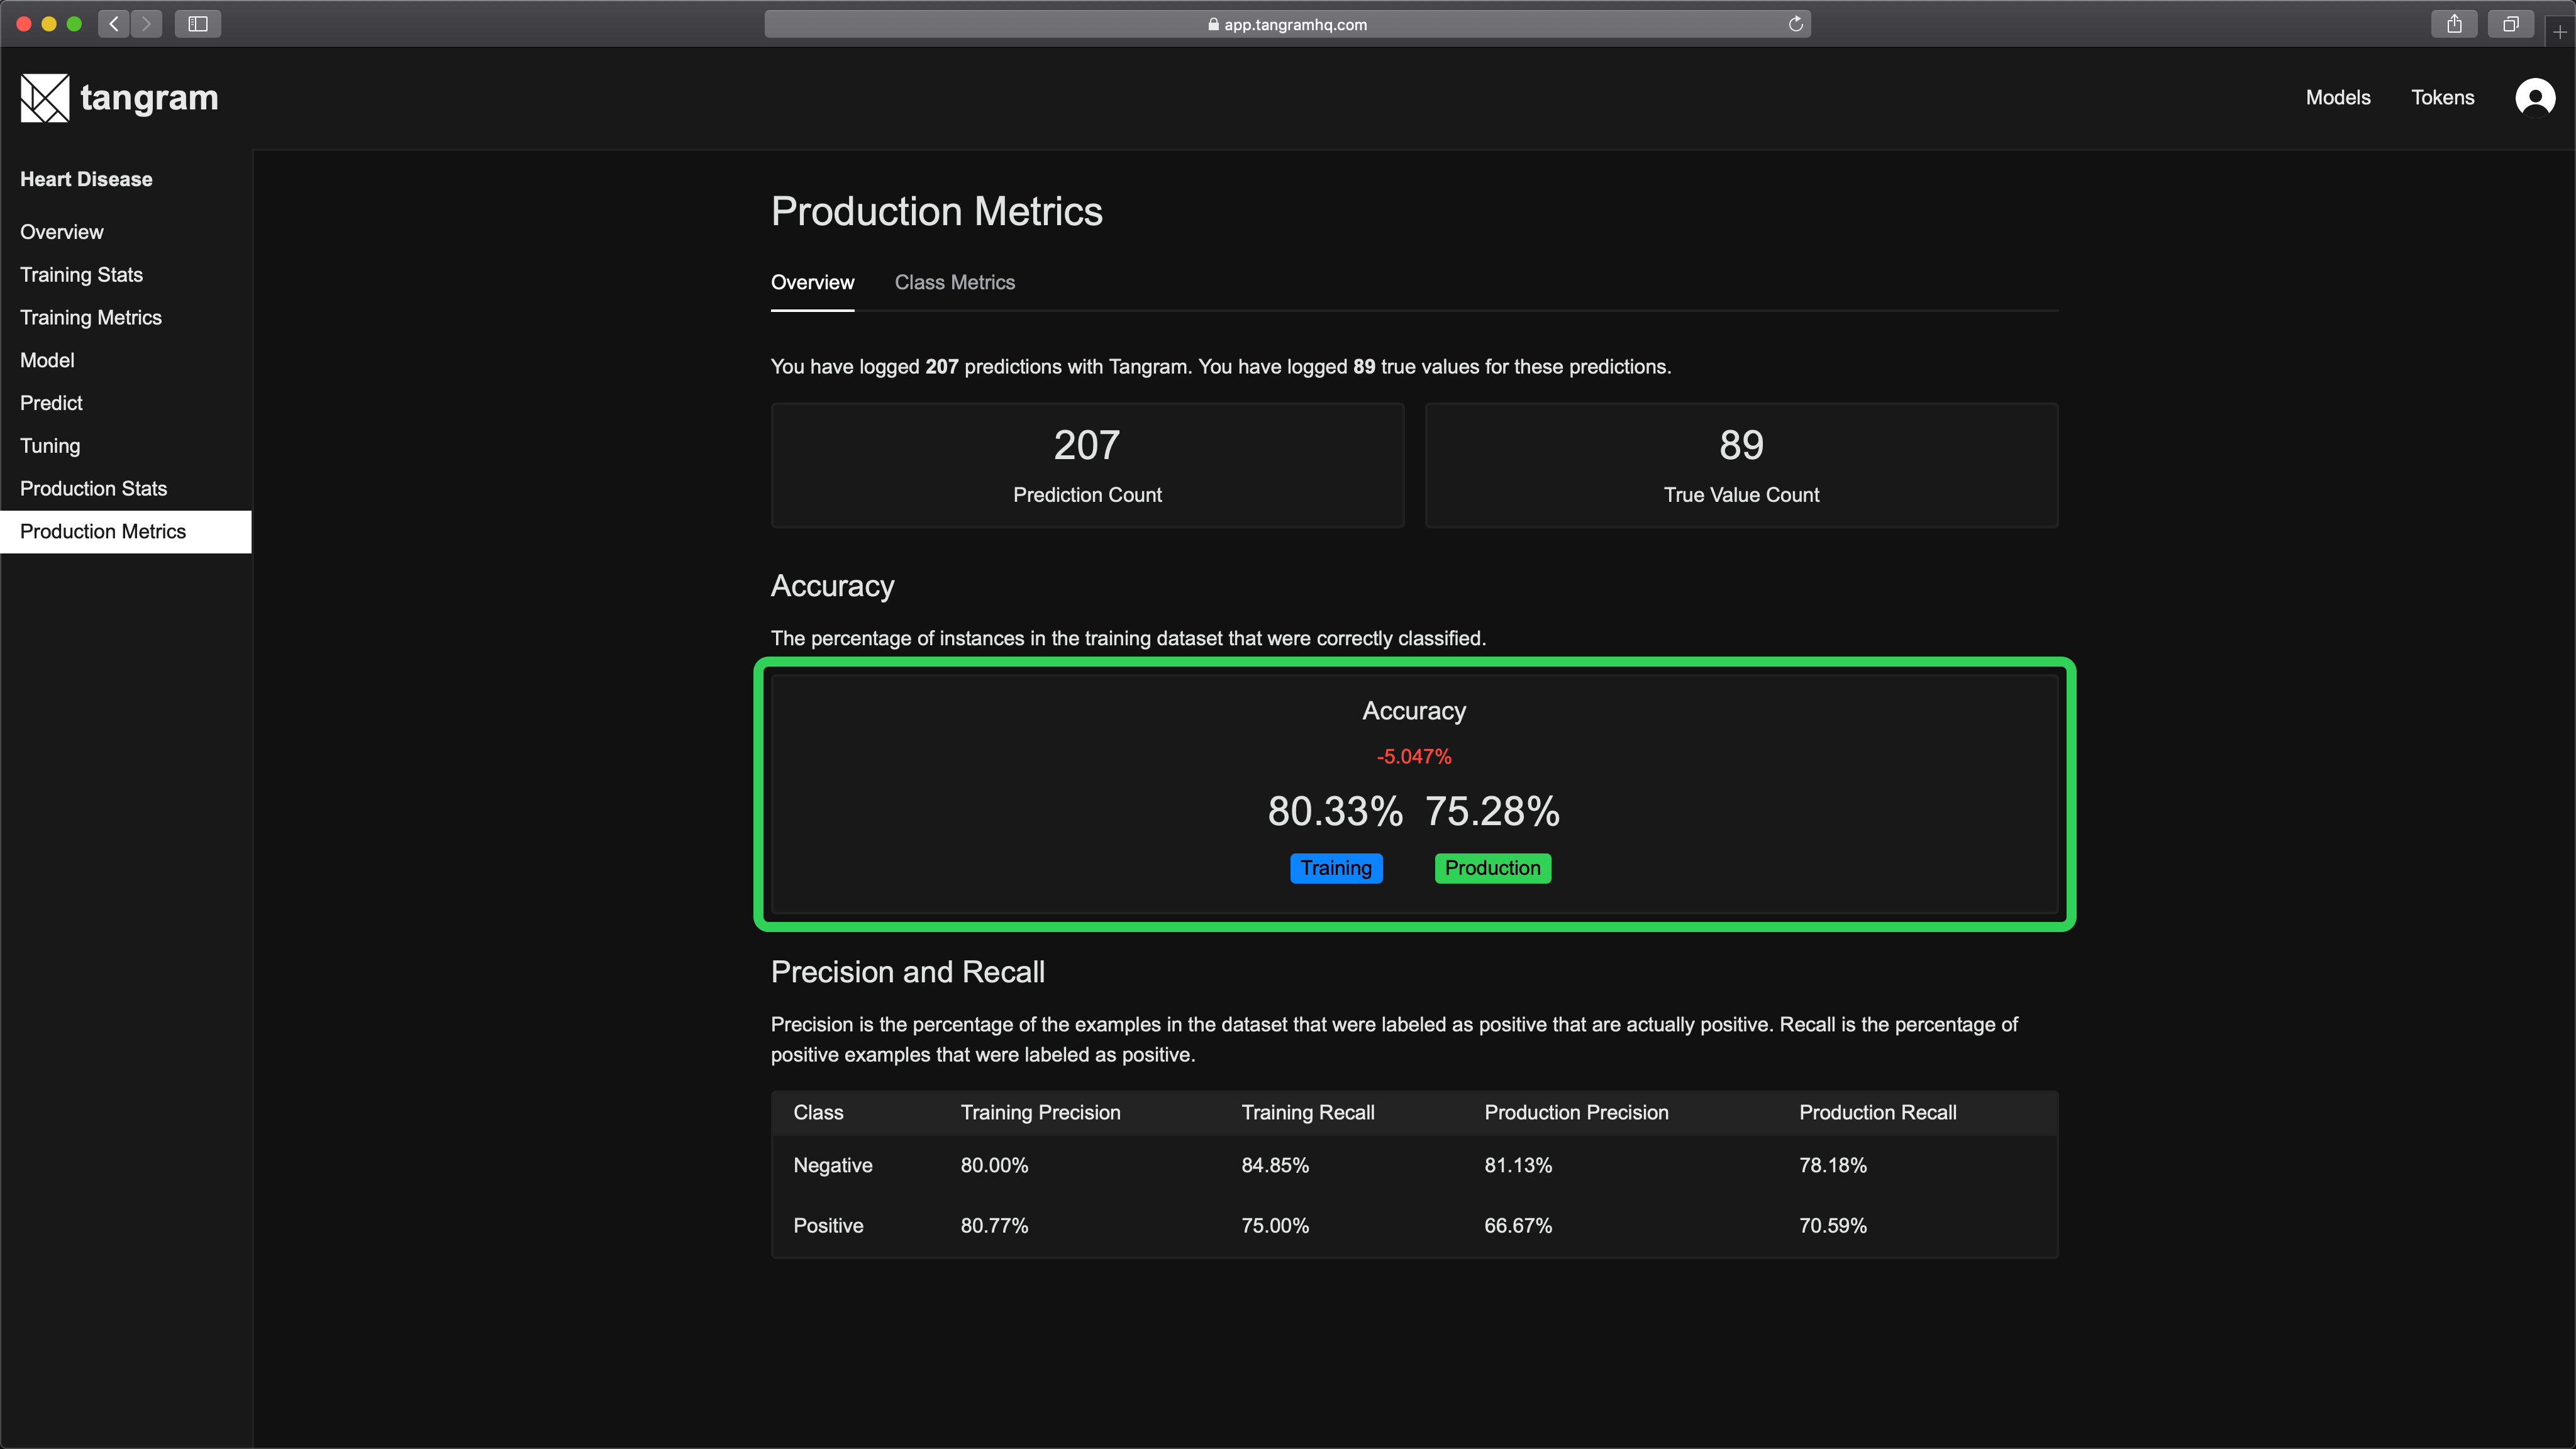 app.tangramhq.com
tangram
Models Tokens
Heart Disease
Overview
Training Stats
Training Metrics
Model
Predict
Tuning
Production Stats
Production Metrics
Production Metrics
Overview Class Metrics
You have logged 207 predictions with Tangram. You have logged 89 true values for these predictions.
207 89
Prediction Count True Value Count
Accuracy
The percentage of instances in the training dataset that were correctly classified.
Accuracy
-5.047%
80.33% 75.28%
Training Production
Precision and Recall
Precision is the percentage of the examples in the dataset that were labeled as positive that are actually positive. Recall is the percentage of
positive examples that were labeled as positive.
Class Training Precision Training Recall Production Precision Production Recall
Negative 80.00% 84.85% 81.13% 78.18%
Positive 80.77% 75.00% 66.67% 70.59%